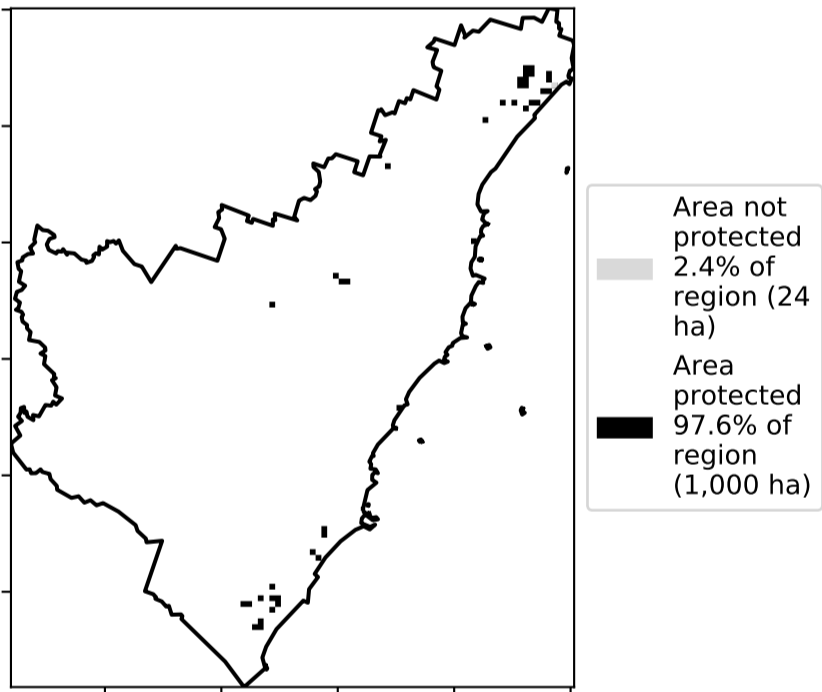 Area not
protected
2.4% of
region (24
ha)
Area
protected
97.6% of
region
(1,000 ha)